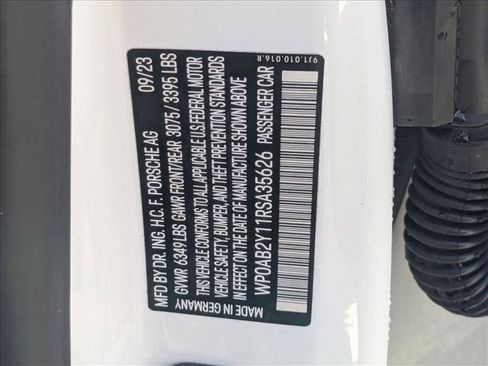 MFD BY DR. ING. H.C. F. PORSCHE AG 09/23
GVWR 6349 LBS GAWR FRONT/REAR 3075 / 3395 LBS
THIS VEHICLE CONFORMS TO ALL APPLICABLE U.S.FEDERAL MOTOR
VEHICLE SAFETY, BUMPER, AND THEFT PREVENTION STANDARDS
IN EFFECT ON THE DATE OF MANUFACTURE SHOWN ABOVE
WP0AB2Y11RSA35626 PASSENGER CAR
MADE IN GERMANY
9J1.010.016.R